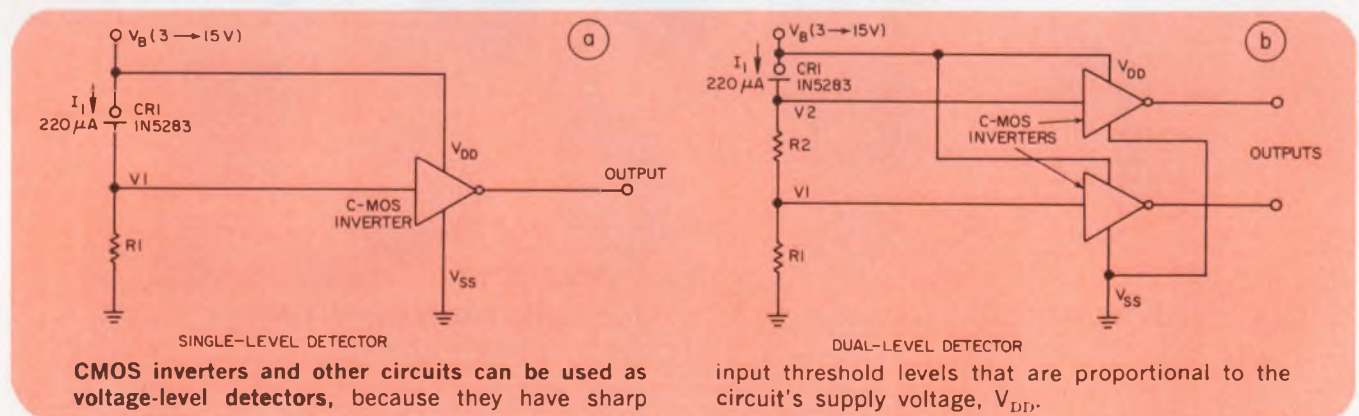 V_B (3 → 15V)
a
I_1 ↓
CR1
220 μA
1N5283
V_DD
V1
OUTPUT
C-MOS
INVERTER
R1
V_SS
SINGLE-LEVEL DETECTOR
CMOS inverters and other circuits can be used as
voltage-level detectors, because they have sharp
V_B (3 → 15V)
b
I_1 ↓
CR1
220 μA
1N5283
V_DD
V2
C-MOS
INVERTERS
R2
OUTPUTS
V1
R1
V_SS
DUAL-LEVEL DETECTOR
input threshold levels that are proportional to the
circuit's supply voltage, V_DD.